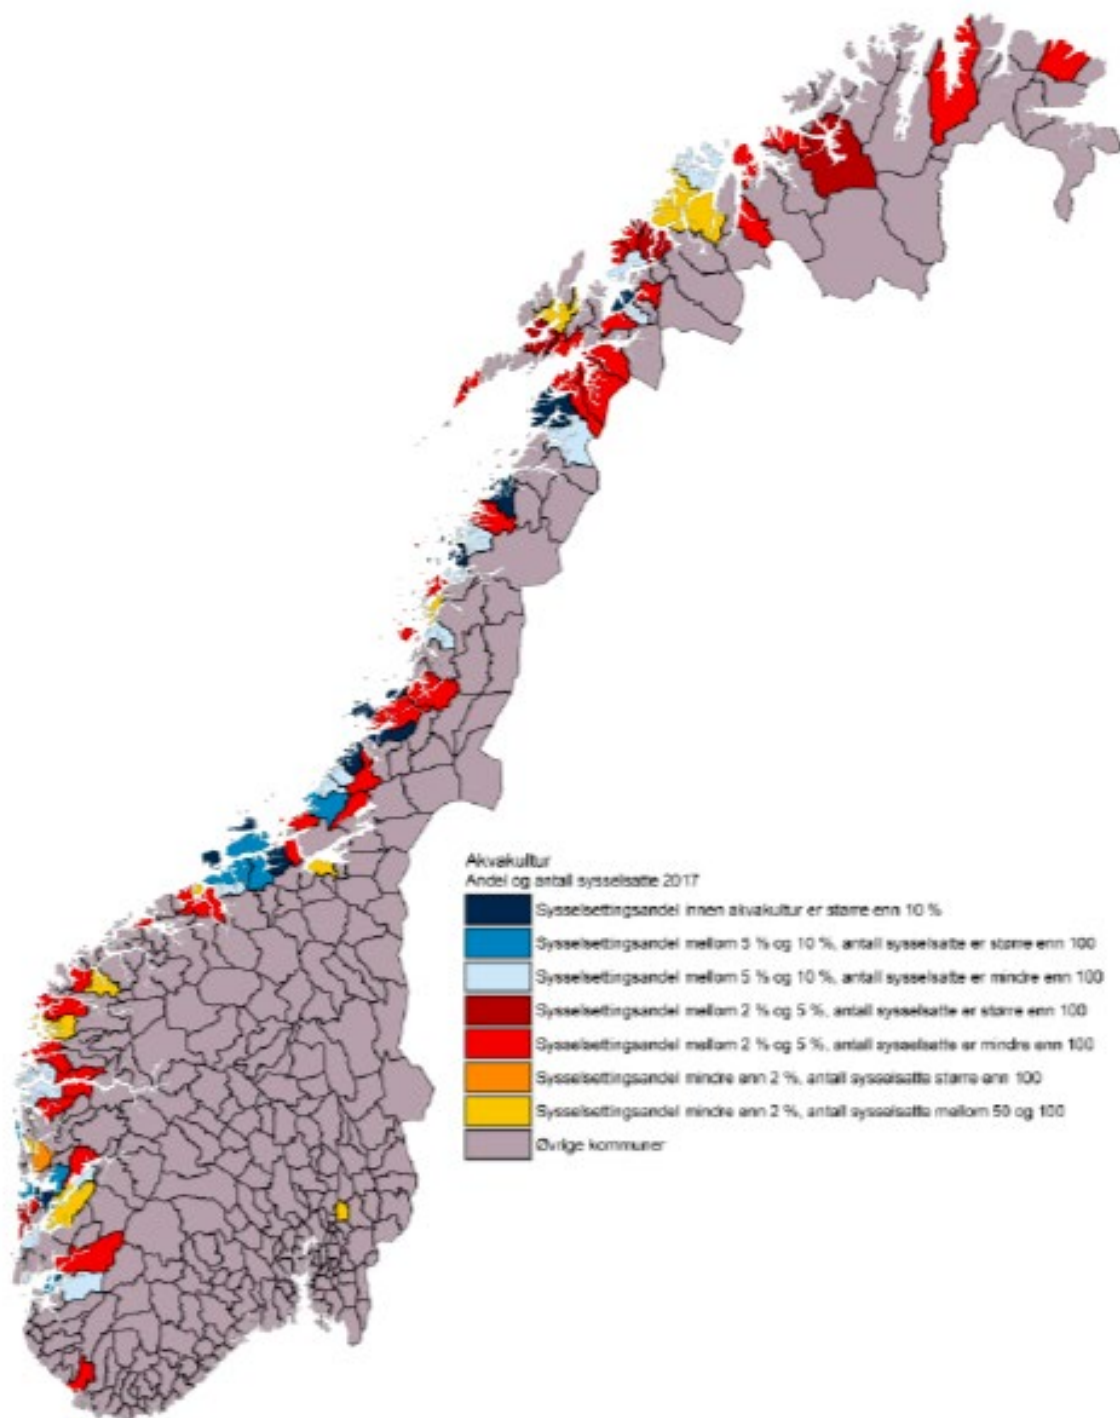 Akvakultur
Andel og antall sysselsatte 2017
Sysselsettingsandel innen akvakultur er større enn 10 %
Sysselsettingsandel mellom 5 % og 10 %, antall sysselsatte er større enn 100
Sysselsettingsandel mellom 5 % og 10 %, antall sysselsatte er mindre enn 100
Sysselsettingsandel mellom 2 % og 5 %, antall sysselsatte er større enn 100
Sysselsettingsandel mellom 2 % og 5 %, antall sysselsatte er mindre enn 100
Sysselsettingsandel mindre enn 2 %, antall sysselsatte større enn 100
Sysselsettingsandel mindre enn 2 %, antall sysselsatte mellom 50 og 100
Øvrige kommuner